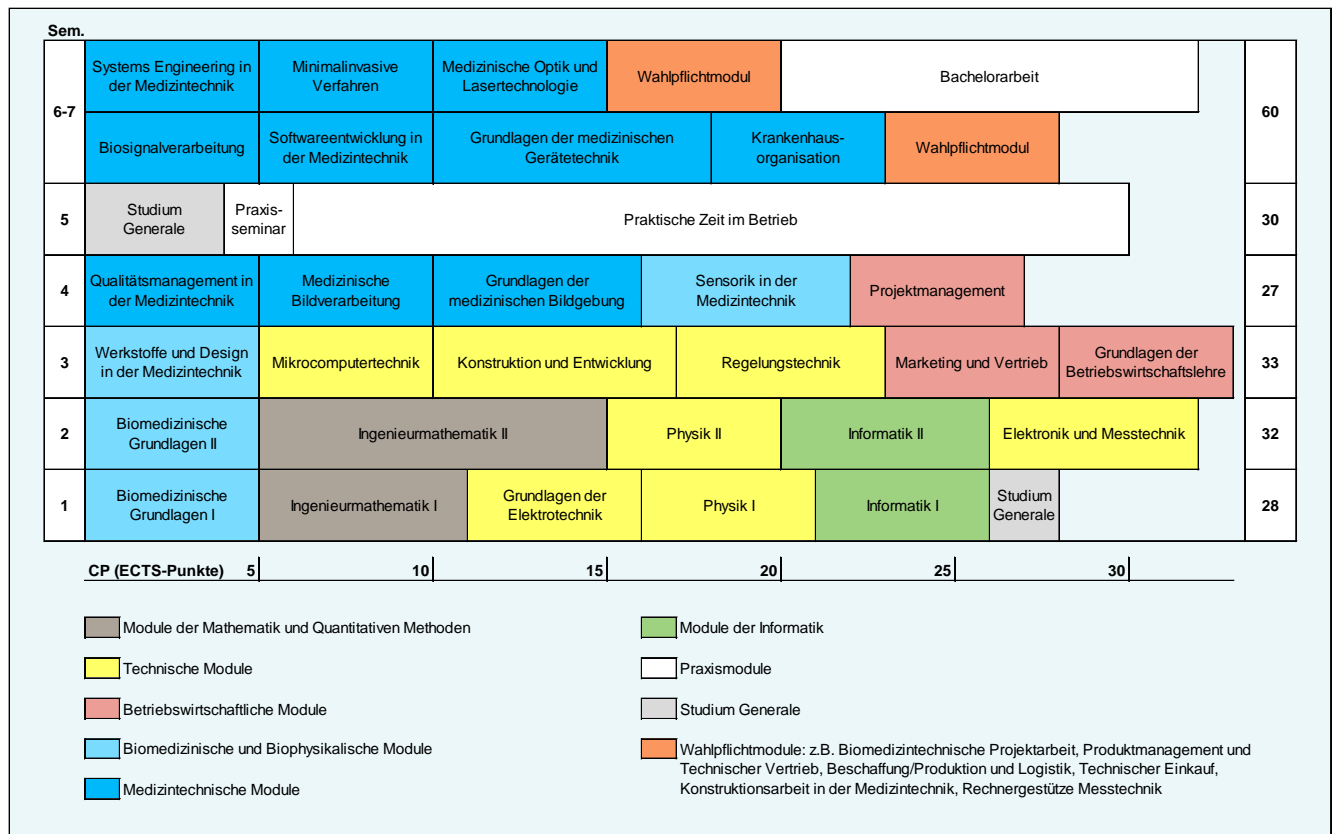 Sem.
6-7
Systems Engineering in
der Medizintechnik
Minimalinvasive
Verfahren
Medizinische Optik und
Lasertechnologie
Wahlpflichtmodul
Bachelorarbeit
60
Biosignalverarbeitung
Softwareentwicklung in
der Medizintechnik
Grundlagen der medizinischen
Gerätetechnik
Krankenhaus-
organisation
Wahlpflichtmodul
5
Studium
Generale
Praxis-
seminar
Praktische Zeit im Betrieb
30
4
Qualitätsmanagement in
der Medizintechnik
Medizinische
Bildverarbeitung
Grundlagen der
medizinischen Bildgebung
Sensorik in der
Medizintechnik
Projektmanagement
27
3
Werkstoffe und Design
in der Medizintechnik
Mikrocomputertechnik
Konstruktion und Entwicklung
Regelungstechnik
Marketing und Vertrieb
Grundlagen der
Betriebswirtschaftslehre
33
2
Biomedizinische
Grundlagen II
Ingenieurmathematik II
Physik II
Informatik II
Elektronik und Messtechnik
32
1
Biomedizinische
Grundlagen I
Ingenieurmathematik I
Grundlagen der
Elektrotechnik
Physik I
Informatik I
Studium
Generale
28
CP (ECTS-Punkte) 5 10 15 20 25 30
Module der Mathematik und Quantitativen Methoden
Technische Module
Betriebswirtschaftliche Module
Biomedizinische und Biophysikalische Module
Medizintechnische Module
Module der Informatik
Praxismodule
Studium Generale
Wahlpflichtmodule: z.B. Biomedizintechnische Projektarbeit, Produktmanagement und
Technischer Vertrieb, Beschaffung/Produktion und Logistik, Technischer Einkauf,
Konstruktionsarbeit in der Medizintechnik, Rechnergestütze Messtechnik